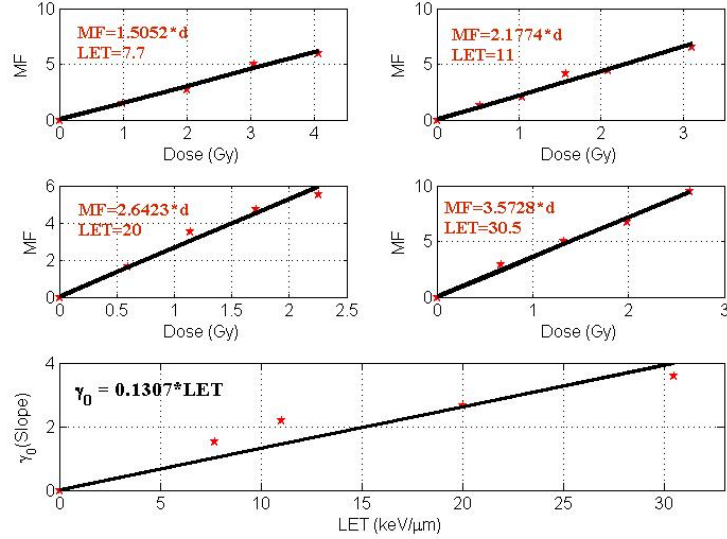 MF=1.5052*d
LET=7.7
MF
10
5
0
0 1 2 3 4
Dose (Gy)
MF=2.1774*d
LET=11
MF
10
5
0
0 1 2 3
Dose (Gy)
MF=2.6423*d
LET=20
MF
6
4
2
0
0 0.5 1 1.5 2 2.5
Dose (Gy)
MF=3.5728*d
LET=30.5
MF
10
5
0
0 1 2 3
Dose (Gy)
γ₀ = 0.1307*LET
γ₀(Slope)
4
2
0
0 5 10 15 20 25 30
LET (keV/μm)